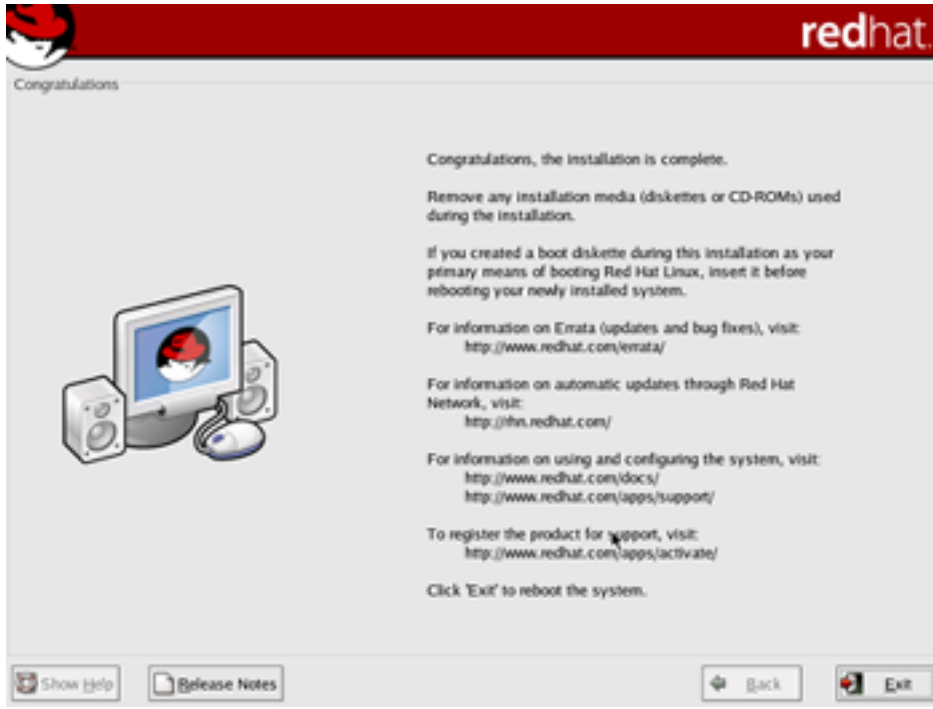 redhat.
Congratulations
Congratulations, the installation is complete.
Remove any installation media (diskettes or CD-ROMs) used
during the installation.
If you created a boot diskette during this installation as your
primary means of booting Red Hat Linux, insert it before
rebooting your newly installed system.
For information on Errata (updates and bug fixes), visit:
http://www.redhat.com/errata/
For information on automatic updates through Red Hat
Network, visit:
http://rhn.redhat.com/
For information on using and configuring the system, visit:
http://www.redhat.com/docs/
http://www.redhat.com/apps/support/
To register the product for support, visit:
http://www.redhat.com/apps/activate/
Click 'Exit' to reboot the system.
Show Help
Release Notes
Back
Exit